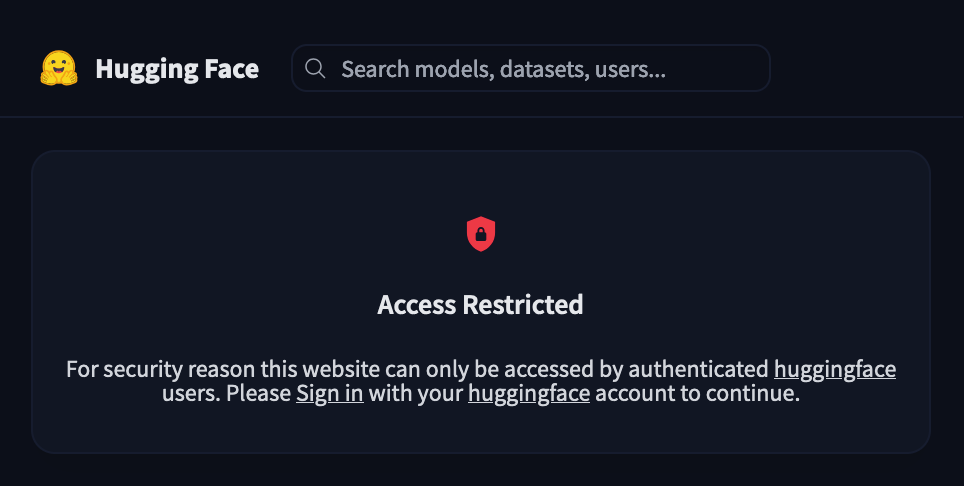 Hugging Face
Search models, datasets, users...
Access Restricted
For security reason this website can only be accessed by authenticated huggingface
users. Please Sign in with your huggingface account to continue.